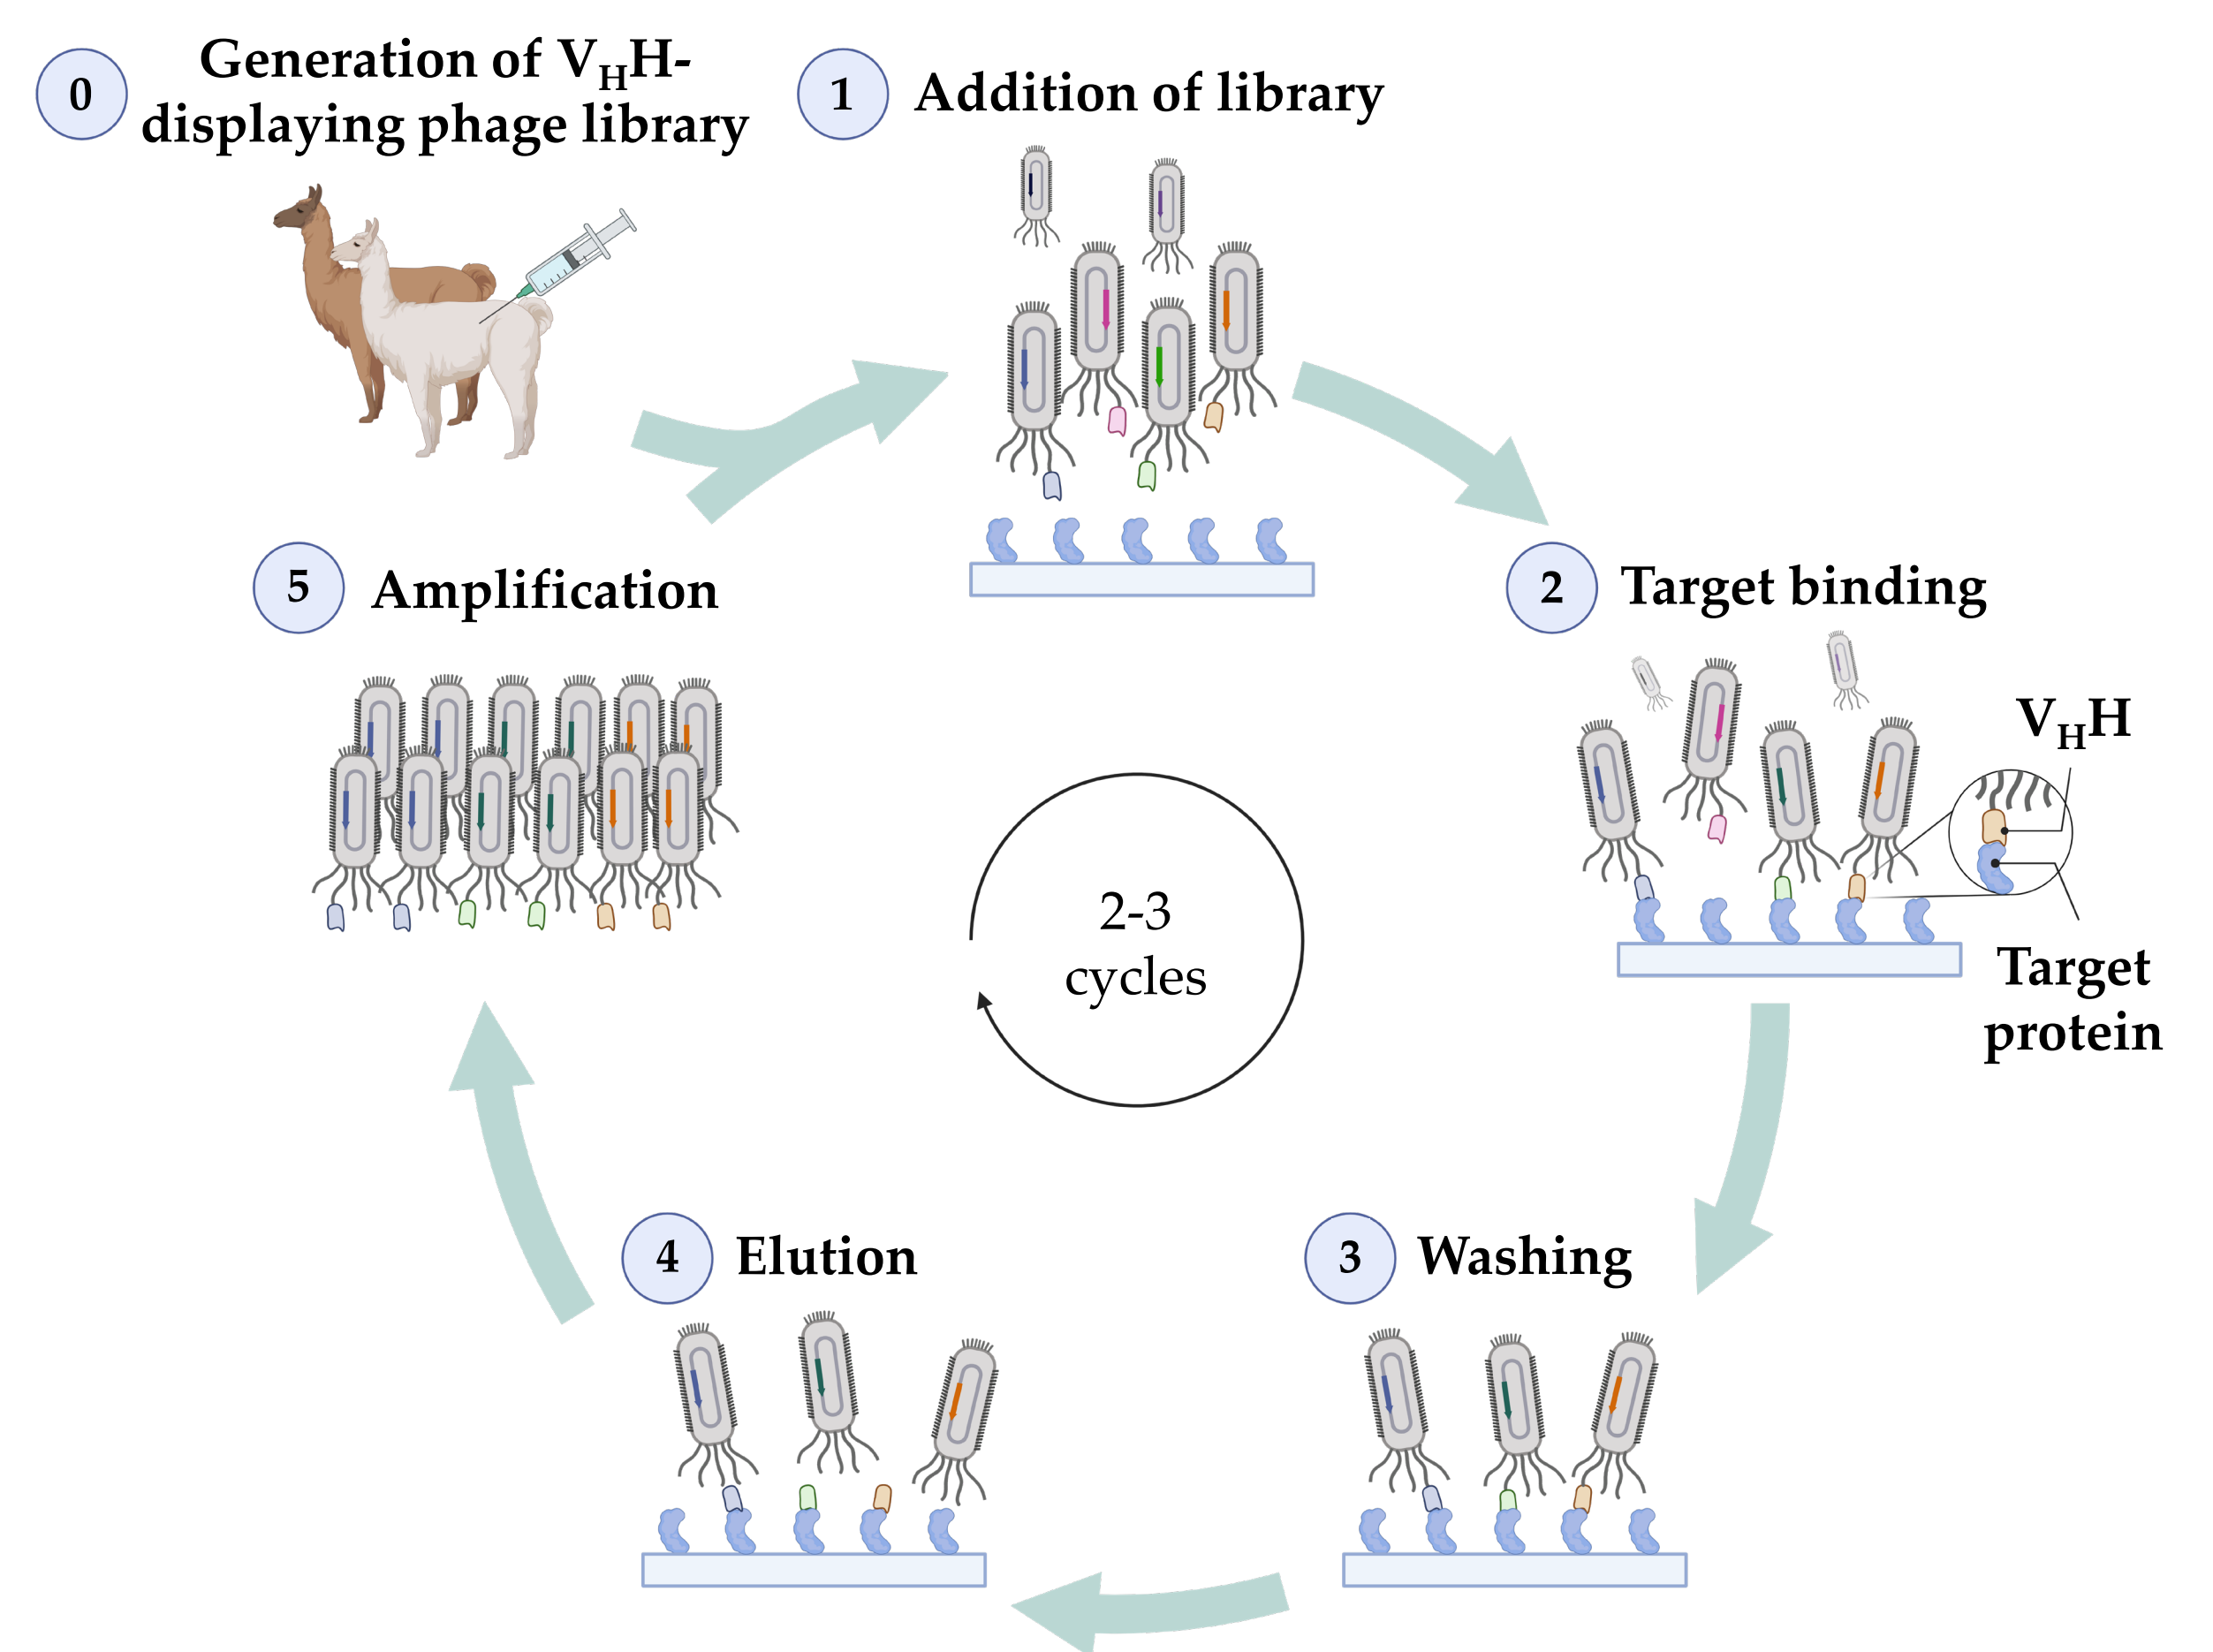 0
Generation of VHH-
displaying phage library
1
Addition of library
2
Target binding
VHH
Target
protein
3
Washing
4
Elution
5
Amplification
2-3
cycles